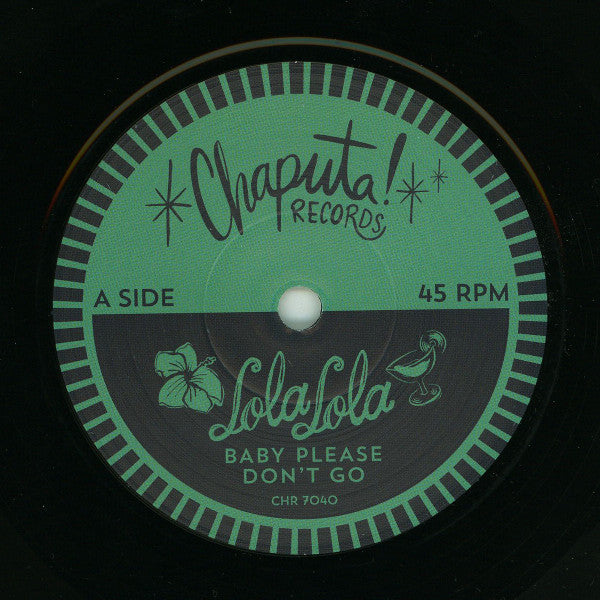 Chaputa!
RECORDS
A SIDE
45 RPM
Lola Lola
BABY PLEASE
DON'T GO
CHR 7040